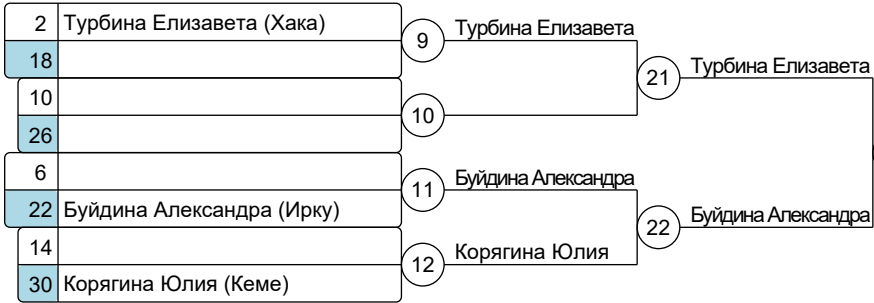 2 Турбина Елизавета (Хака)
18
10
26
6
22 Буйдина Александра (Ирку)
14
30 Корягина Юлия (Кеме)
9 Турбина Елизавета
10
11 Буйдина Александра
12 Корягина Юлия
21 Турбина Елизавета
22 Буйдина Александра